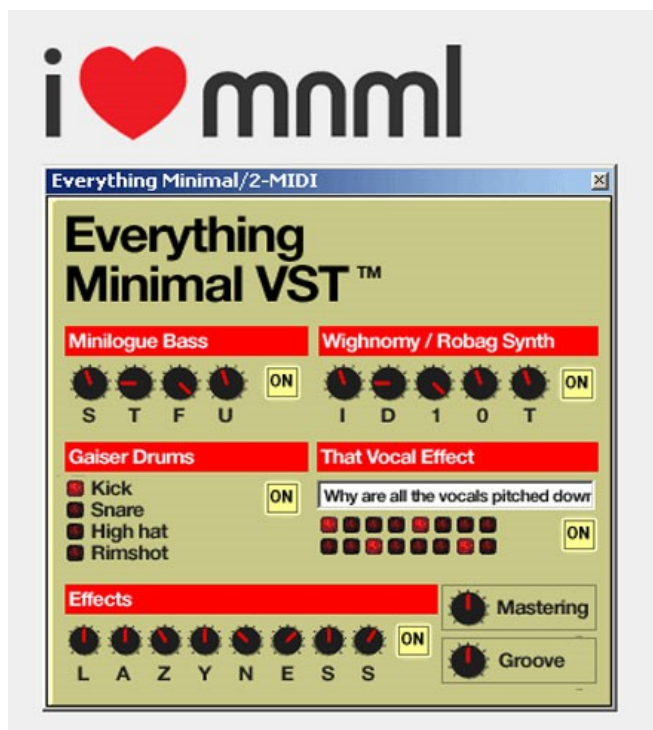 i ❤ mnml
Everything Minimal/2-MIDI
Everything
Minimal VST™
Minilogue Bass
S T F U
ON
Wighnomy / Robag Synth
I D 1 0 T
ON
Gaiser Drums
Kick
Snare
High hat
Rimshot
ON
That Vocal Effect
Why are all the vocals pitched down
ON
Effects
L A Z Y N E S S
ON
Mastering
Groove